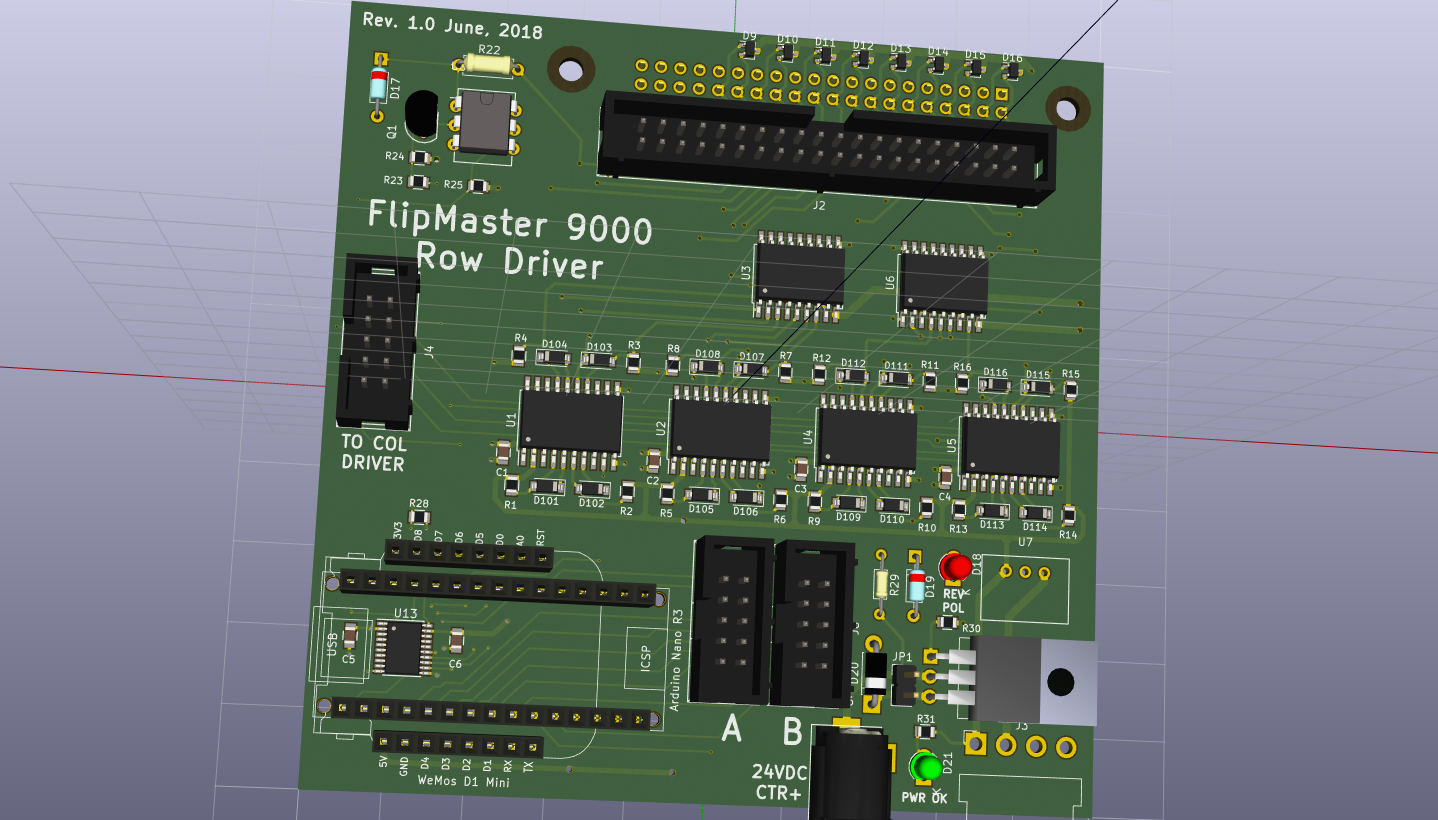 Rev. 1.0 June, 2018
D9 D10 D11 D12 D13 D14 D15 D16
R22
D17
Q1
R24
R23
R25
J2
FlipMaster 9000
Row Driver
U3
U6
J4
R4 D104 D103 R3 R8 D108 D107 R7 R12 D112 D111 R11 R16 D116 D115 R15
U1
U2
U4
U5
TO COL
DRIVER
C1
C2
C3
C4
R1 D101 D102 R2 R5 D105 D106 R6 R9 D109 D110 R10 R13 D113 D114 R14
R28
3V3 D8 D7 D6 D5 D0 A0 RST
U7
R29
D19
D18
REV
POL
R30
U13
USB
C5
C6
ICSP
Arduino Nano R3
D20
JP1
A
B
R31
J3
24VDC
CTR+
D21
PWR OK
5V GND D4 D3 D2 D1 RX TX
WeMos D1 Mini